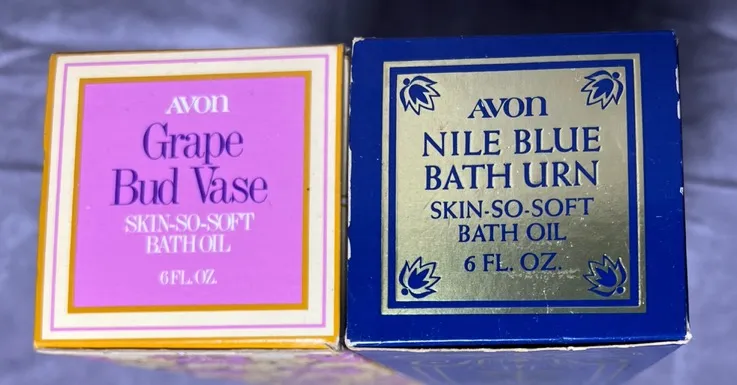 AVON
Grape
Bud Vase
SKIN-SO-SOFT
BATH OIL
6 FL. OZ.
AVON
NILE BLUE
BATH URN
SKIN-SO-SOFT
BATH OIL
6 FL. OZ.